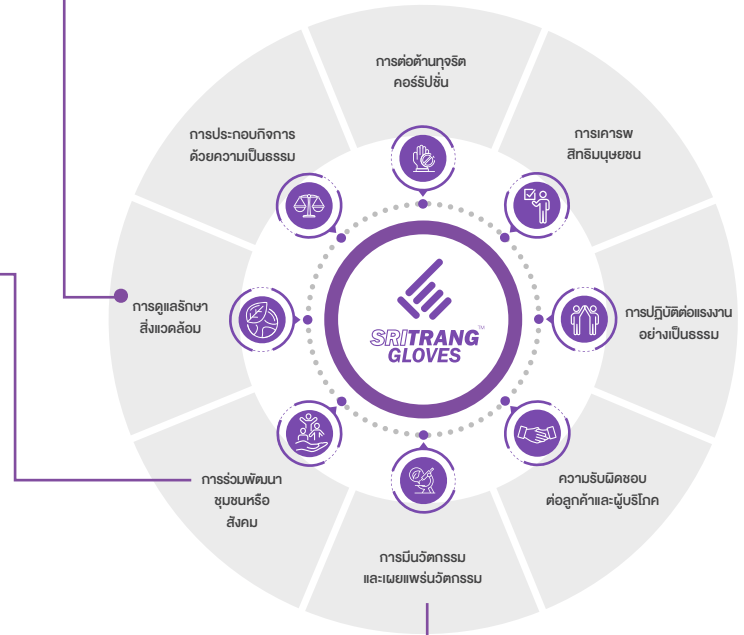 การต่อต้านทุจริต
คอร์รัปชั่น
การเคารพ
สิทธิมนุษยชน
การปฏิบัติต่อแรงงาน
อย่างเป็นธรรม
ความรับผิดชอบ
ต่อลูกค้าและผู้บริโภค
การมีนวัตกรรม
และเผยแพร่นวัตกรรม
การร่วมพัฒนา
ชุมชนหรือ
สังคม
การดูแลรักษา
สิ่งแวดล้อม
การประกอบกิจการ
ด้วยความเป็นธรรม
SRITRANG™
GLOVES